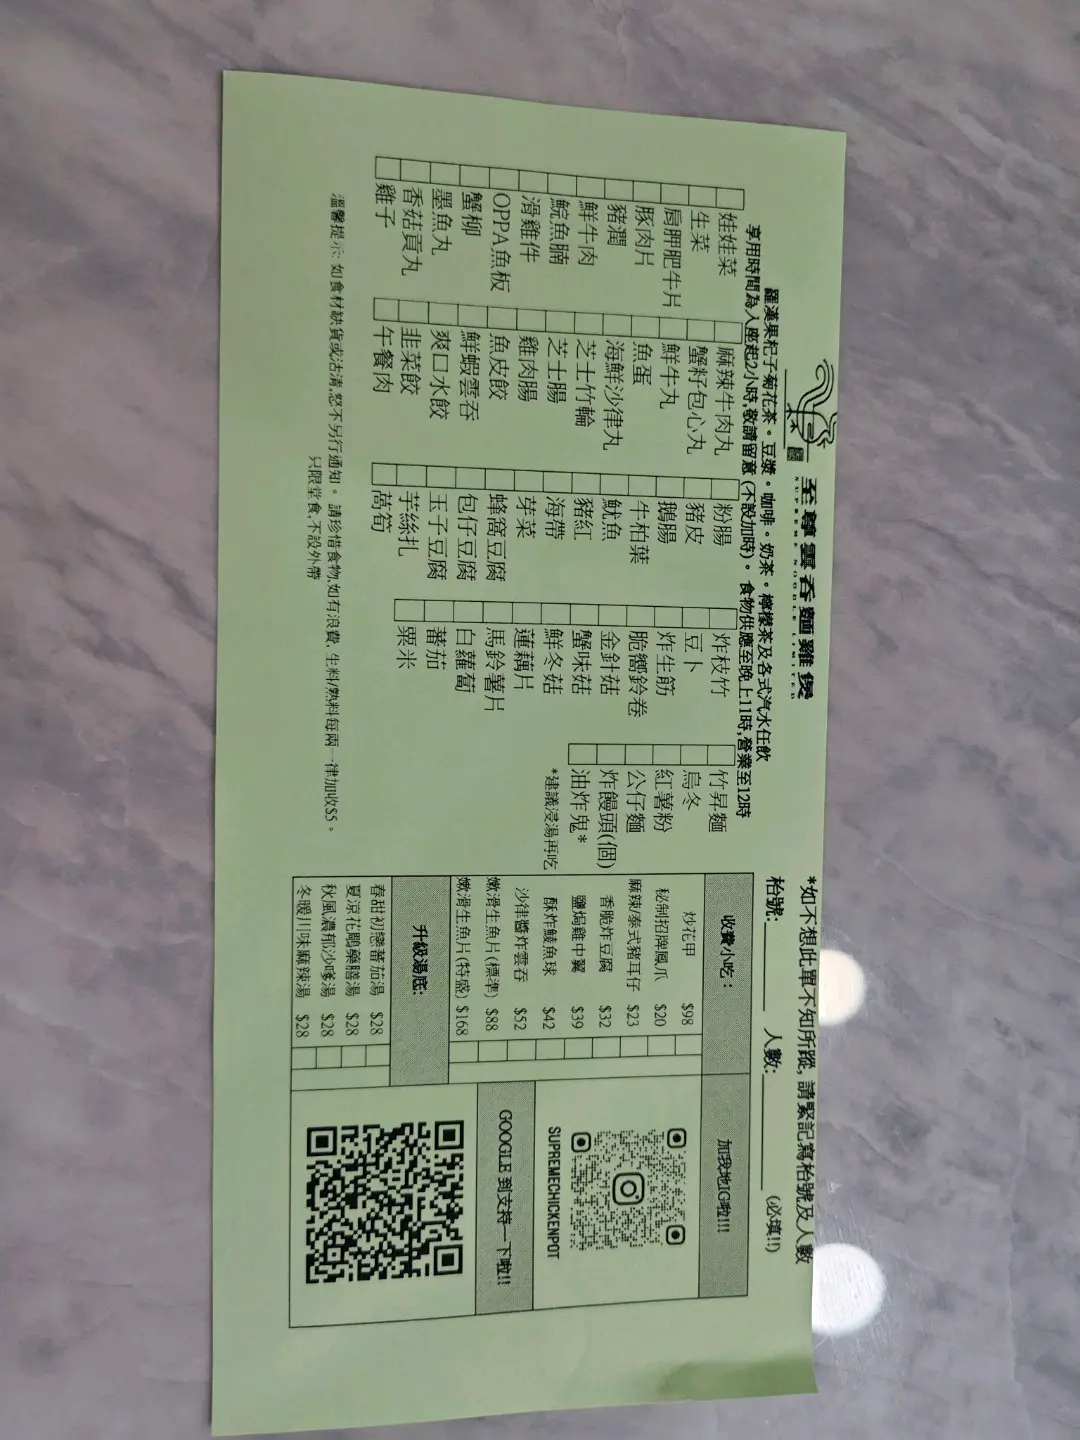 至尊雲吞麵雞煲
SUPREME NOODLE LIMITED
*如不想此單不知所蹤, 請緊記寫枱號及人數
羅漢果杞子菊花茶。豆漿。咖啡。奶茶。檸檬茶及各式汽水任飲
枱號:________ 人數:________ (必填!!)
享用時間為入座起2小時,敬請留意 (不設加時)。 食物供應至晚上11時,營業至12時
娃娃菜
生菜
肩胛肥牛片
豚肉片
豬潤
鮮牛肉
鯇魚腩
滑雞件
OPPA魚板
蟹柳
墨魚丸
香菇貢丸
雞子
麻辣牛肉丸
蟹籽包心丸
鮮牛丸
魚蛋
海鮮沙律丸
芝士竹輪
芝士腸
雞肉腸
魚皮餃
鮮蝦雲吞
爽口水餃
韭菜餃
午餐肉
粉腸
豬皮
鵝腸
牛柏葉
魷魚
豬紅
海帶
芽菜
蜂窩豆腐
包仔豆腐
玉子豆腐
芋絲扎
萵筍
炸枝竹
豆卜
炸生筋
脆嚮鈴卷
金針菇
蟹味菇
鮮冬菇
蓮藕片
馬鈴薯片
白蘿蔔
蕃茄
粟米
竹昇麵
烏冬
紅薯粉
公仔麵
炸饅頭(個)
油炸鬼*
*建議浸湯再吃
收費小吃：
炒花甲 $98
秘制招牌鳳爪 $20
麻辣/泰式豬耳仔 $23
香脆炸豆腐 $32
鹽焗雞中翼 $39
酥炸鯪魚球 $42
沙律醬炸雲吞 $52
嫩滑生魚片(標準) $88
嫩滑生魚片(特盛) $168
升級湯底:
春甜初戀蕃茄湯 $28
夏涼花鵰藥膳湯 $28
秋風濃郁沙嗲湯 $28
冬暖川味麻辣湯 $28
加我地IG啦!!!
SUPREMECHICKENPOT
GOOGLE 到支持一下啦!!
溫馨提示: 如食材缺貨或沽清,恕不另行通知。 請珍惜食物,如有浪費, 生料/熟料每兩一律加收$5。
只限堂食,不設外帶